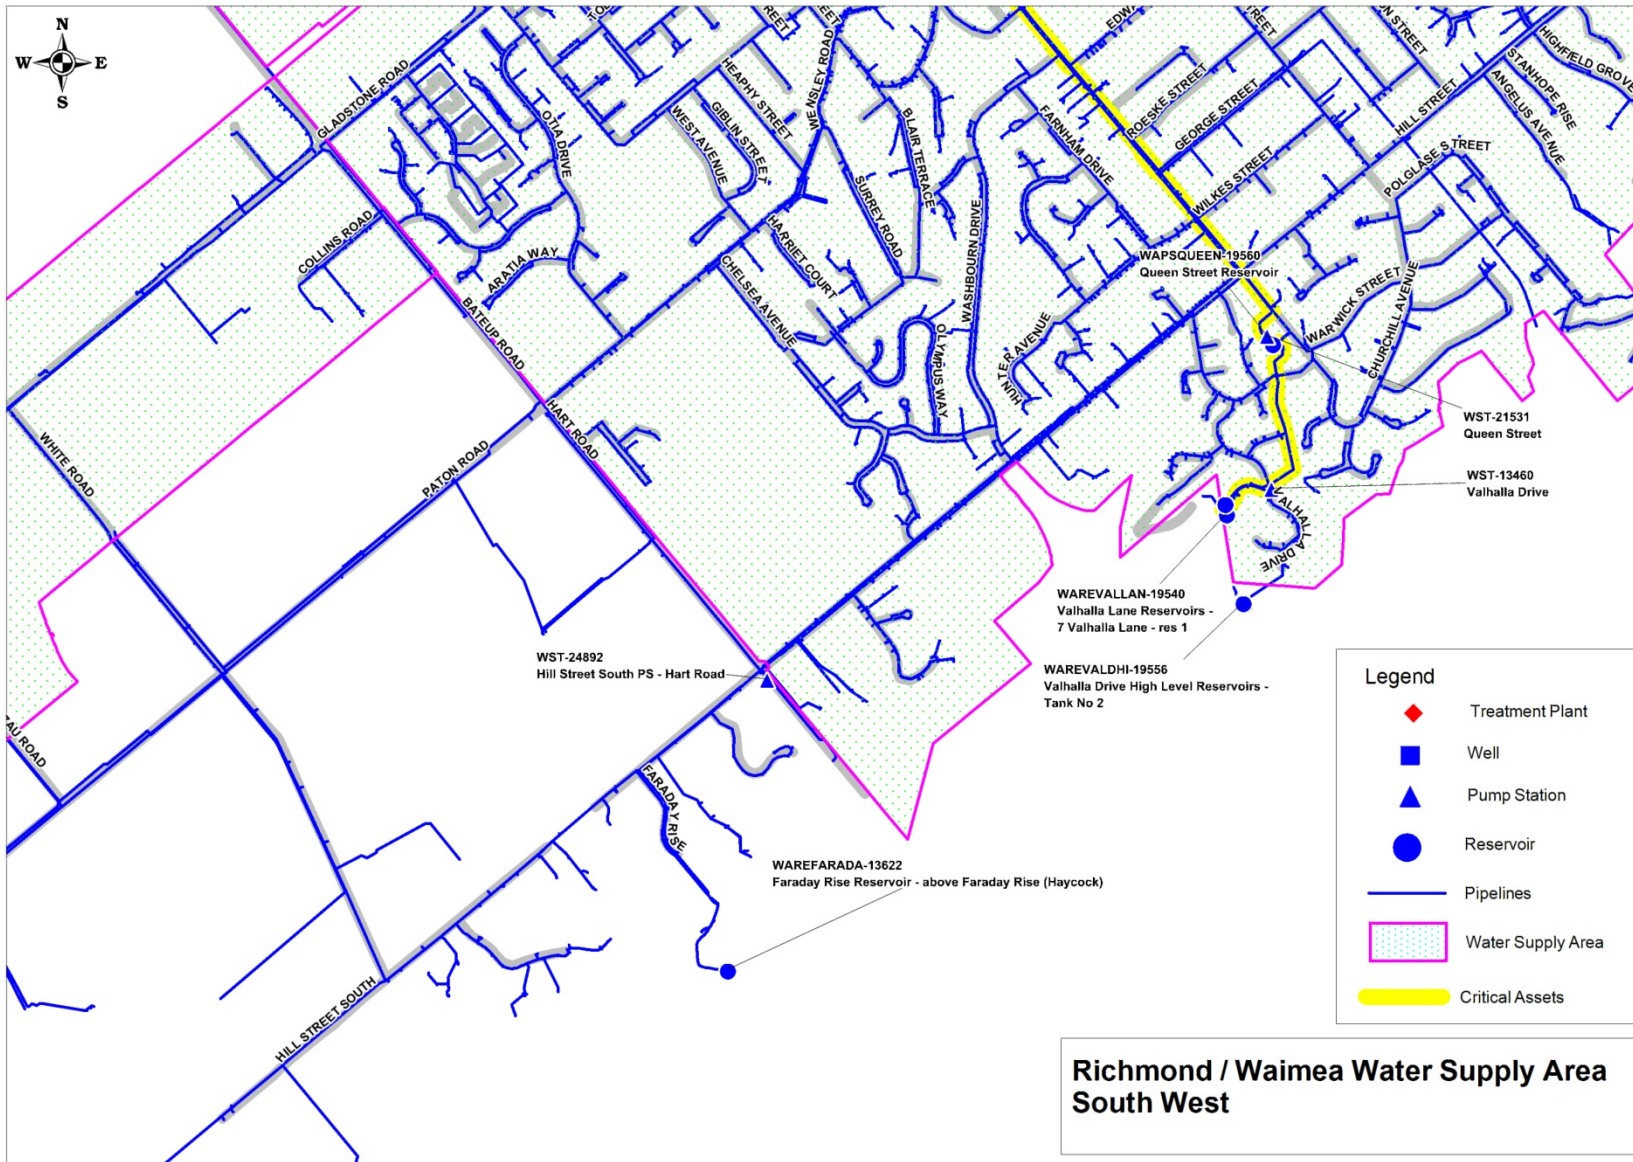 N
W E
S
GLADSTONE ROAD
OTIA DRIVE
WEST AVENUE
GIBLIN STREET
HEAPHY STREET
WENSLEY ROAD
BLAIR TERRACE
SURREY ROAD
HARRIET COURT
WASHBOURN DRIVE
FARNHAM DRIVE
ROESKE STREET
GEORGE STREET
WILKES STREET
HILL STREET
HIGHFIELD GROVE
STANHOPE RISE
ANGELUS AVENUE
POLGLASE STREET
COLLINS ROAD
ARATIA WAY
BATEUP ROAD
CHELSEA AVENUE
OLYMPUS WAY
HUNTER AVENUE
WARWICK STREET
CHURCHILL AVENUE
WAPSQUEEN-19560
Queen Street Reservoir
WST-21531
Queen Street
WST-13460
Valhalla Drive
VALHALLA DRIVE
WHITE ROAD
PATON ROAD
HART ROAD
WAREVALLAN-19540
Valhalla Lane Reservoirs -
7 Valhalla Lane - res 1
WAREVALDHI-19556
Valhalla Drive High Level Reservoirs -
Tank No 2
WST-24892
Hill Street South PS - Hart Road
FARADAY RISE
WAREFARADA-13622
Faraday Rise Reservoir - above Faraday Rise (Haycock)
HILL STREET SOUTH
Legend
Treatment Plant
Well
Pump Station
Reservoir
Pipelines
Water Supply Area
Critical Assets
Richmond / Waimea Water Supply Area
South West